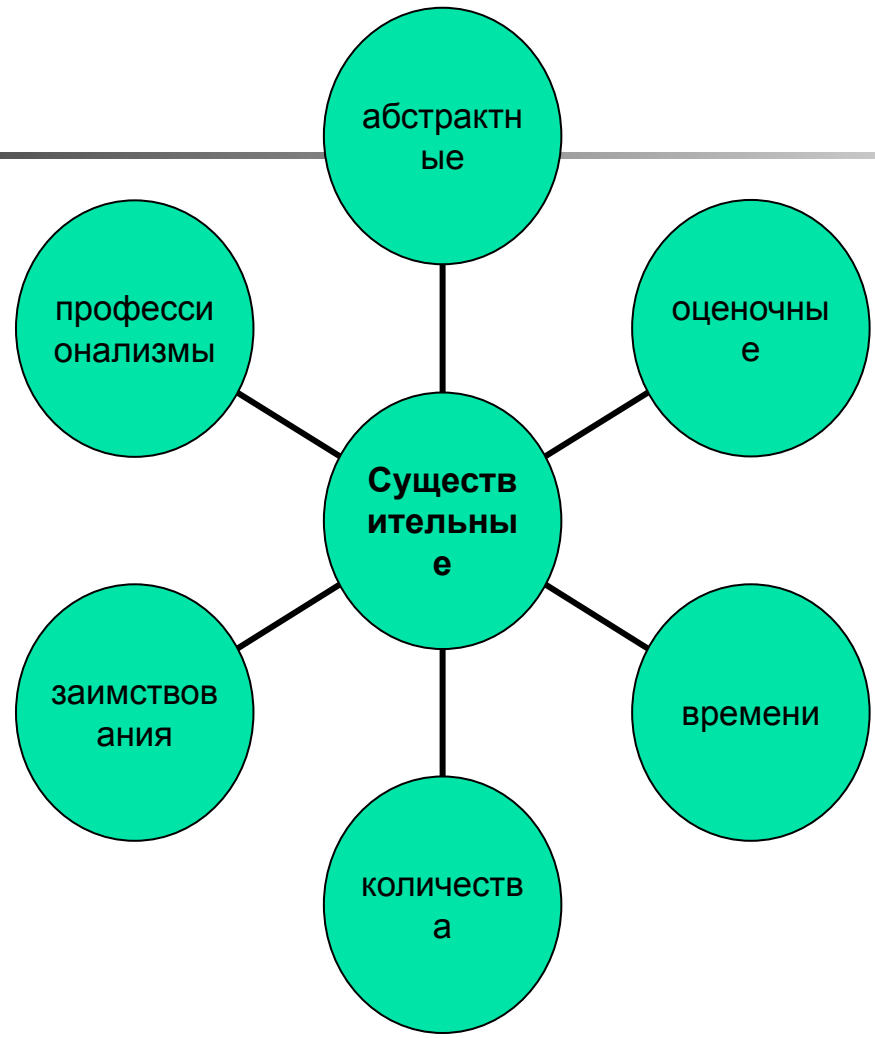 абстрактн
ые
професси
онализмы
оценочны
е
Существ
ительны
е
заимствов
ания
времени
количеств
а